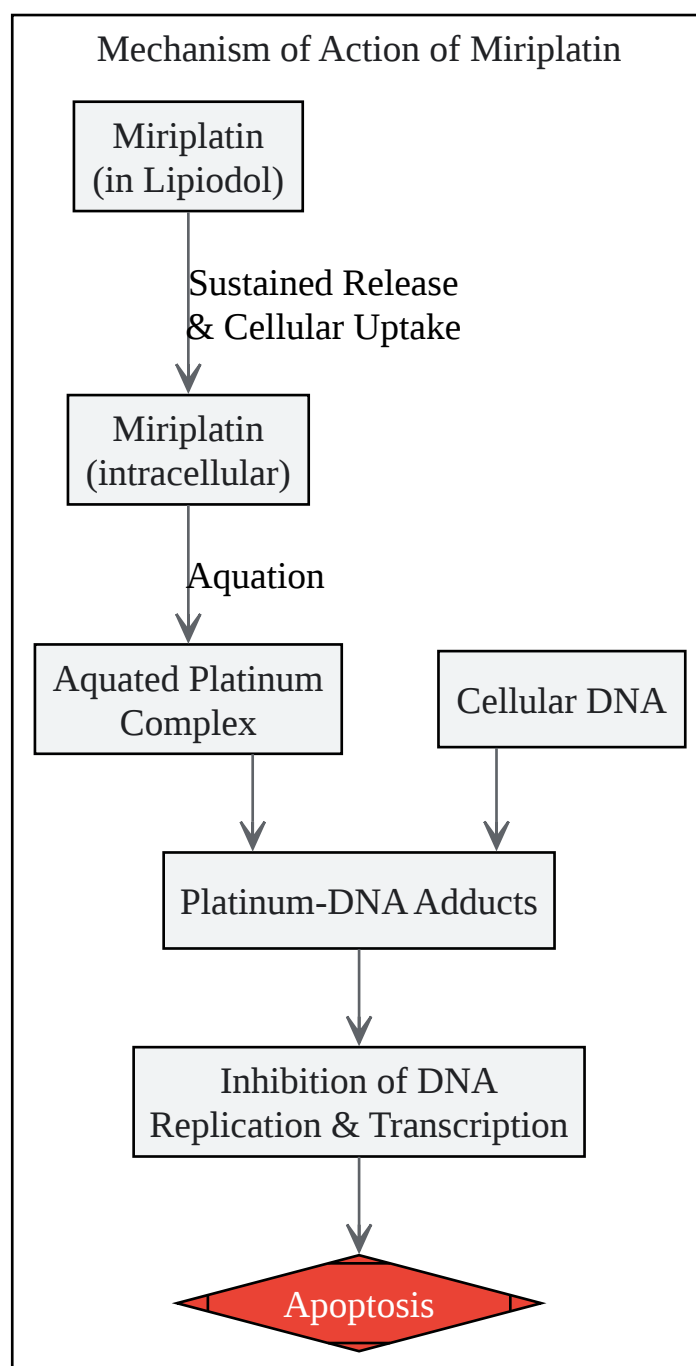 Mechanism of Action of Miriplatin
Miriplatin
(in Lipiodol)
Sustained Release
& Cellular Uptake
Miriplatin
(intracellular)
Aquation
Aquated Platinum
Complex
Cellular DNA
Platinum-DNA Adducts
Inhibition of DNA
Replication & Transcription
Apoptosis